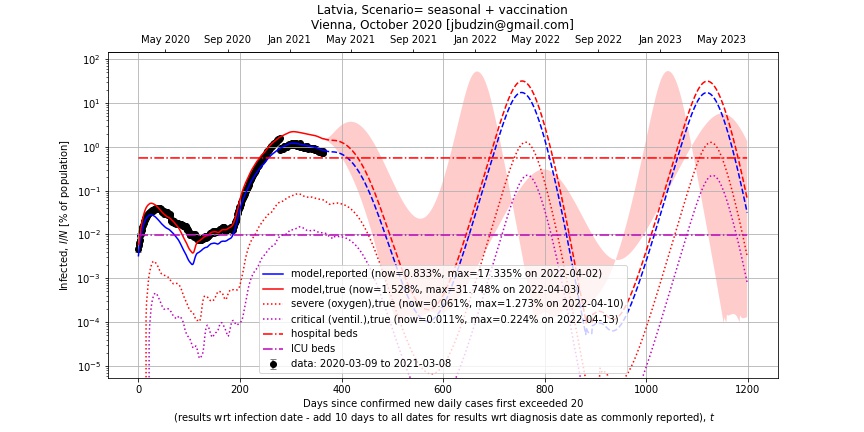 Latvia, Scenario= seasonal + vaccination
Vienna, October 2020 [jbudzin@gmail.com]
May 2020 Sep 2020 Jan 2021 May 2021 Sep 2021 Jan 2022 May 2022 Sep 2022 Jan 2023 May 2023
10²
10¹
10⁰
10⁻¹
10⁻²
10⁻³
10⁻⁴
10⁻⁵
Infected, I/N [% of population]
model,reported (now=0.833%, max=17.335% on 2022-04-02)
model,true (now=1.528%, max=31.748% on 2022-04-03)
severe (oxygen),true (now=0.061%, max=1.273% on 2022-04-10)
critical (ventil.),true (now=0.011%, max=0.224% on 2022-04-13)
hospital beds
ICU beds
data: 2020-03-09 to 2021-03-08
0 200 400 600 800 1000 1200
Days since confirmed new daily cases first exceeded 20
(results wrt infection date - add 10 days to all dates for results wrt diagnosis date as commonly reported), t